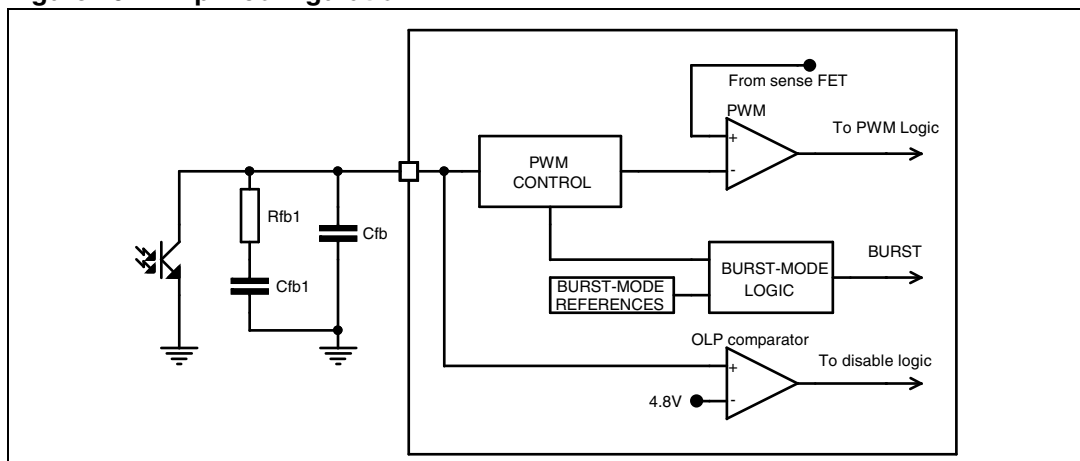 From sense FET
PWM
+
-
To PWM Logic
PWM
CONTROL
Rfb1
Cfb
Cfb1
BURST-MODE
REFERENCES
BURST-MODE
LOGIC
BURST
OLP comparator
+
-
4.8V
To disable logic